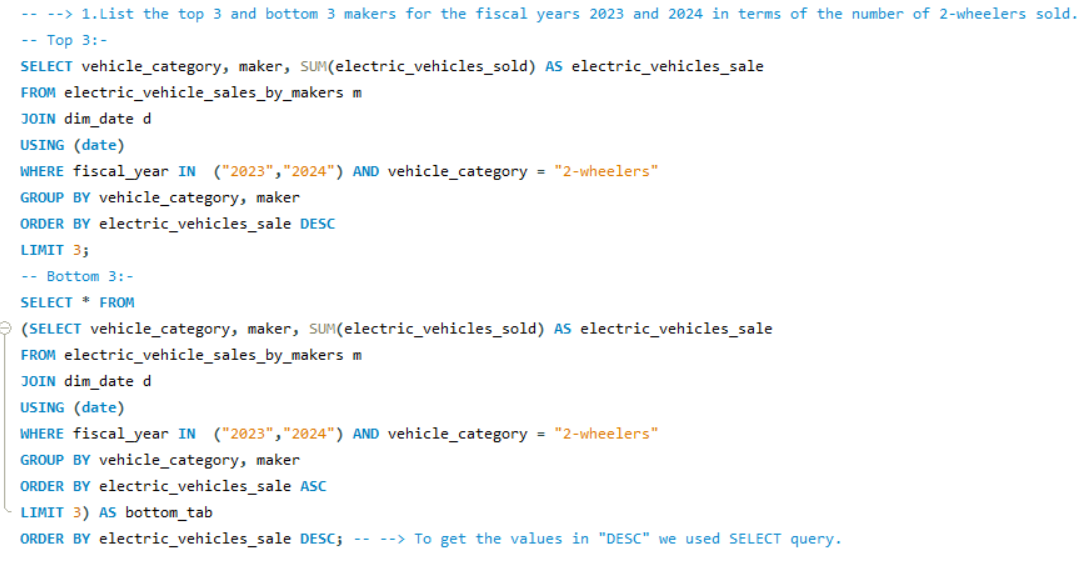 -- --> 1.List the top 3 and bottom 3 makers for the fiscal years 2023 and 2024 in terms of the number of 2-wheelers sold.
-- Top 3:-
SELECT vehicle_category, maker, SUM(electric_vehicles_sold) AS electric_vehicles_sale
FROM electric_vehicle_sales_by_makers m
JOIN dim_date d
USING (date)
WHERE fiscal_year IN  ("2023","2024") AND vehicle_category = "2-wheelers"
GROUP BY vehicle_category, maker
ORDER BY electric_vehicles_sale DESC
LIMIT 3;
-- Bottom 3:-
SELECT * FROM
(SELECT vehicle_category, maker, SUM(electric_vehicles_sold) AS electric_vehicles_sale
FROM electric_vehicle_sales_by_makers m
JOIN dim_date d
USING (date)
WHERE fiscal_year IN  ("2023","2024") AND vehicle_category = "2-wheelers"
GROUP BY vehicle_category, maker
ORDER BY electric_vehicles_sale ASC
LIMIT 3) AS bottom_tab
ORDER BY electric_vehicles_sale DESC; -- --> To get the values in "DESC" we used SELECT query.